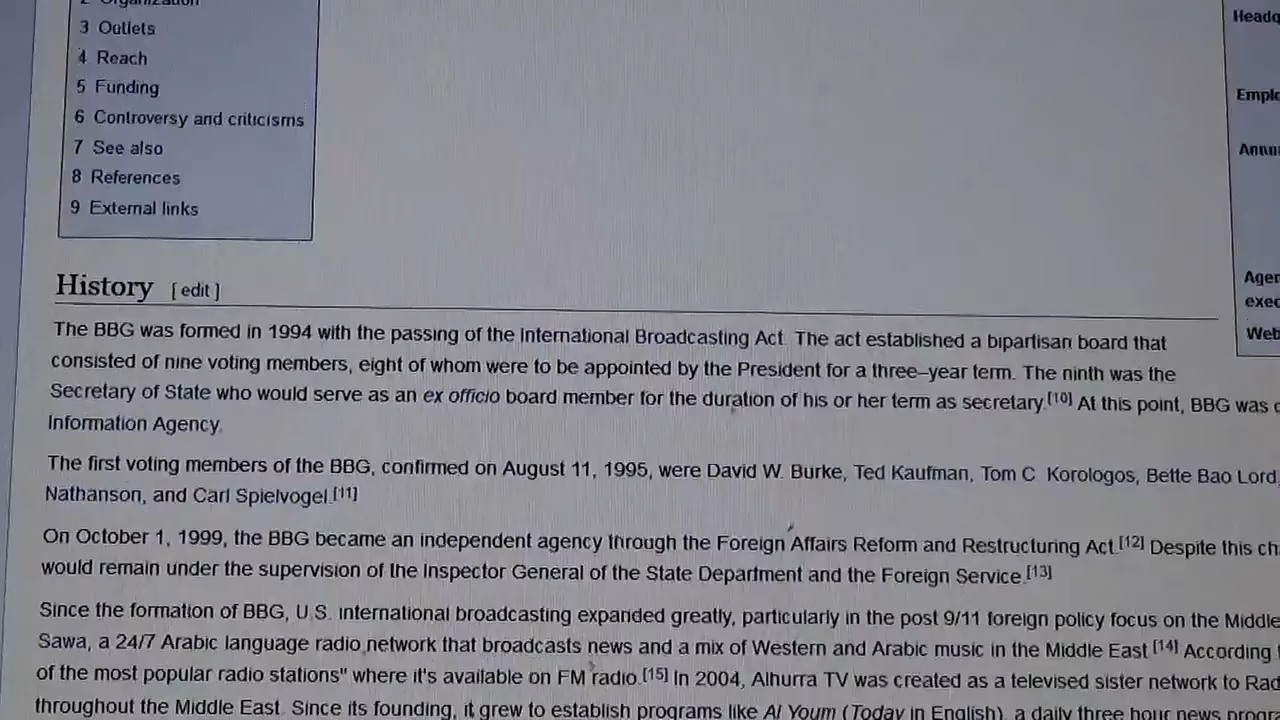 3 Outlets
4 Reach
5 Funding
6 Controversy and criticisms
7 See also
8 References
9 External links
History [ edit ]
The BBG was formed in 1994 with the passing of the International Broadcasting Act. The act established a bipartisan board that
consisted of nine voting members, eight of whom were to be appointed by the President for a three-year term. The ninth was the
Secretary of State who would serve as an ex officio board member for the duration of his or her term as secretary.[10] At this point, BBG was
Information Agency.
The first voting members of the BBG, confirmed on August 11, 1995, were David W. Burke, Ted Kaufman, Tom C Korologos, Bette Bao Lord,
Nathanson, and Carl Spielvogel.[11]
On October 1, 1999, the BBG became an independent agency through the Foreign Affairs Reform and Restructuring Act.[12] Despite this
would remain under the supervision of the Inspector General of the State Department and the Foreign Service.[13]
Since the formation of BBG, U.S. international broadcasting expanded greatly, particularly in the post 9/11 foreign policy focus on the Middle
Sawa, a 24/7 Arabic language radio network that broadcasts news and a mix of Western and Arabic music in the Middle East.[14] According
of the most popular radio stations" where it's available on FM radio.[15] In 2004, Alhurra TV was created as a televised sister network to
throughout the Middle East. Since its founding, it grew to establish programs like Al Youm (Today in English), a daily three hour news